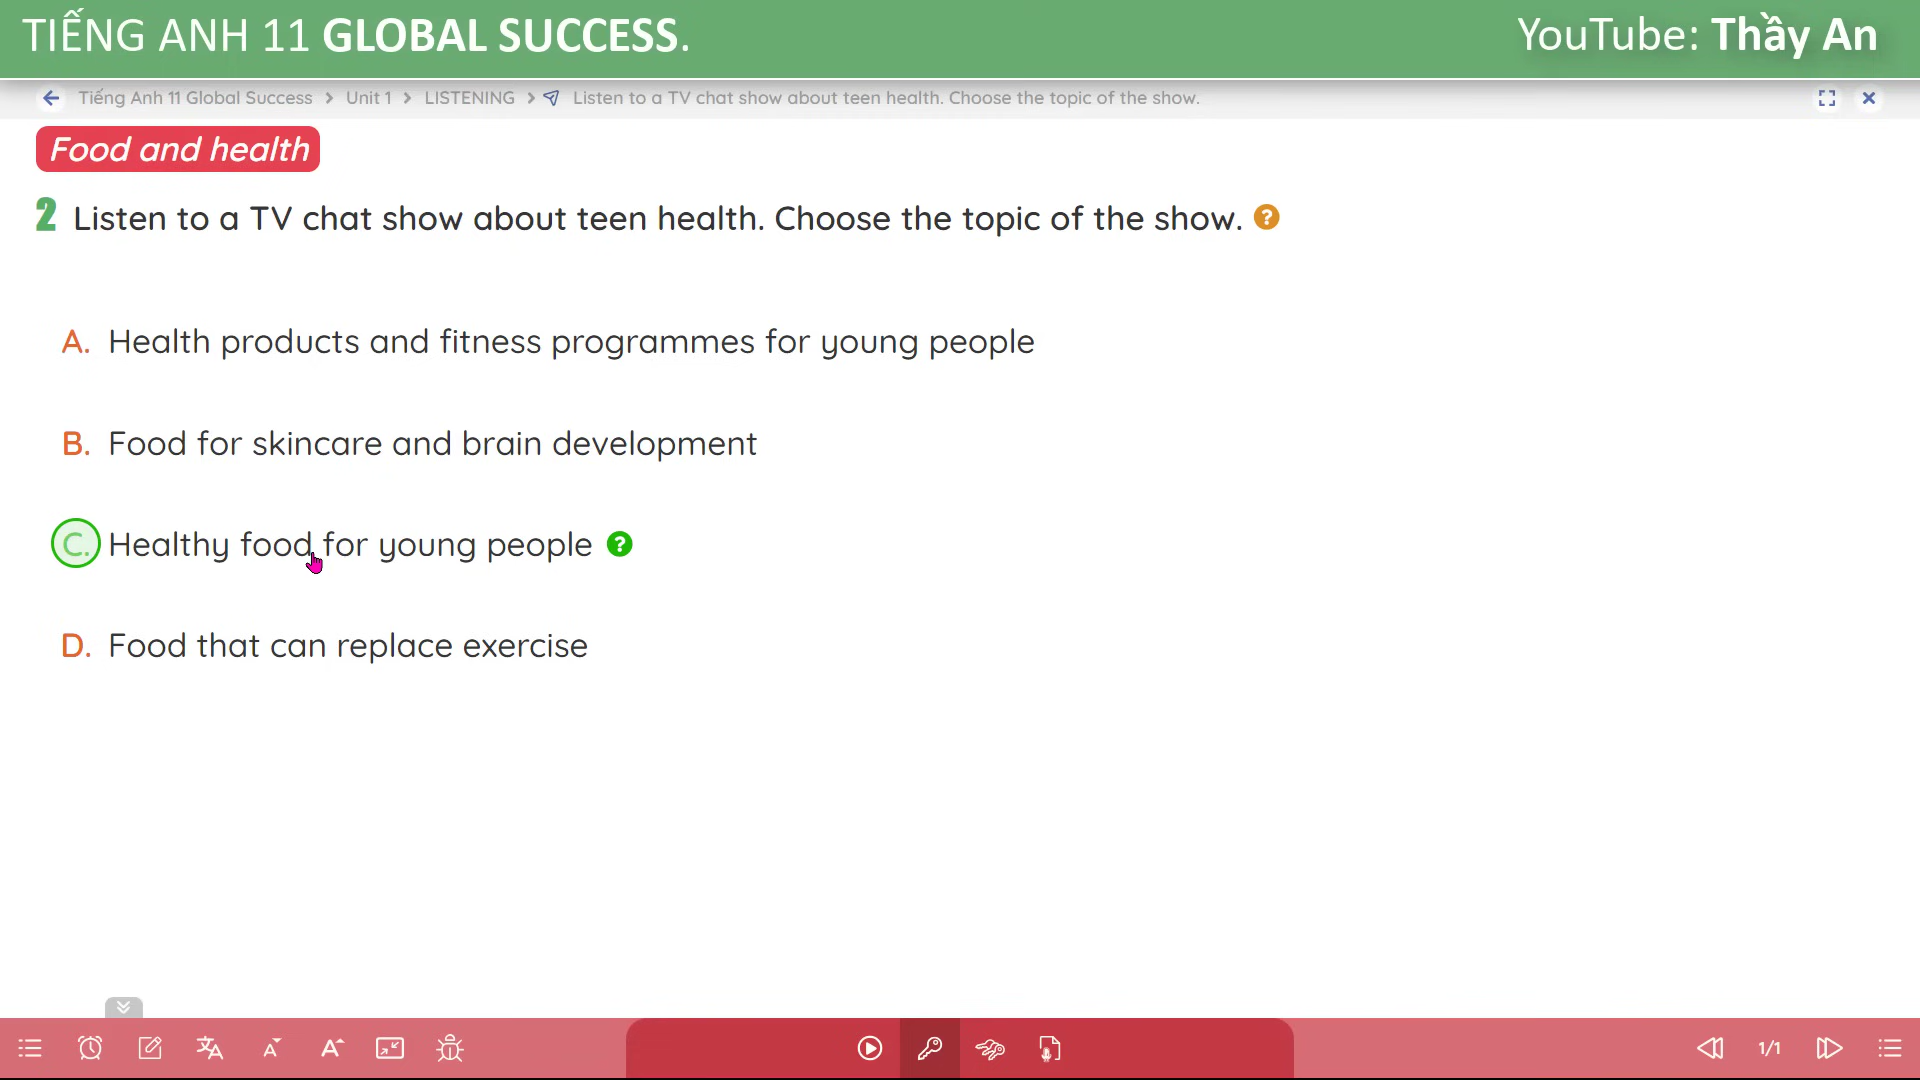 TIẾNG ANH 11 GLOBAL SUCCESS.
YouTube: Thầy An
Tiếng Anh 11 Global Success > Unit 1 > LISTENING > Listen to a TV chat show about teen health. Choose the topic of the show.
Food and health
2 Listen to a TV chat show about teen health. Choose the topic of the show. ?
A. Health products and fitness programmes for young people
B. Food for skincare and brain development
C. Healthy food for young people ?
D. Food that can replace exercise
1/1